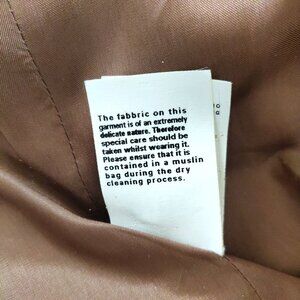 The fabbric on this
garment is of an extremely
delicate nature. Therefore
special care should be
taken whilst wearing it.
Please ensure that it is
contained in a muslin
bag during the dry
cleaning process.